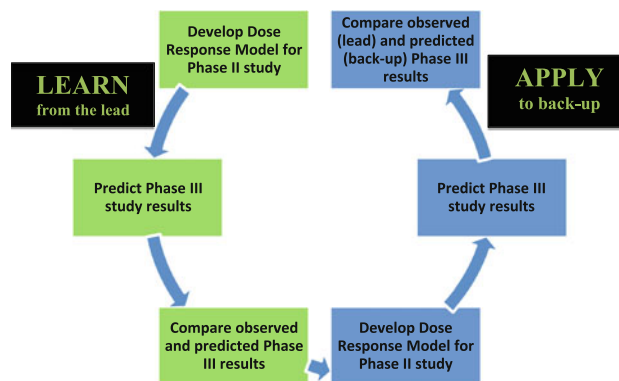 LEARN
from the lead
Develop Dose
Response Model for
Phase II study
Predict Phase III
study results
Compare observed
and predicted Phase
III results
Develop Dose
Response Model for
Phase II study
Predict Phase III
study results
Compare observed
(lead) and predicted
(back-up) Phase III
results
APPLY
to back-up